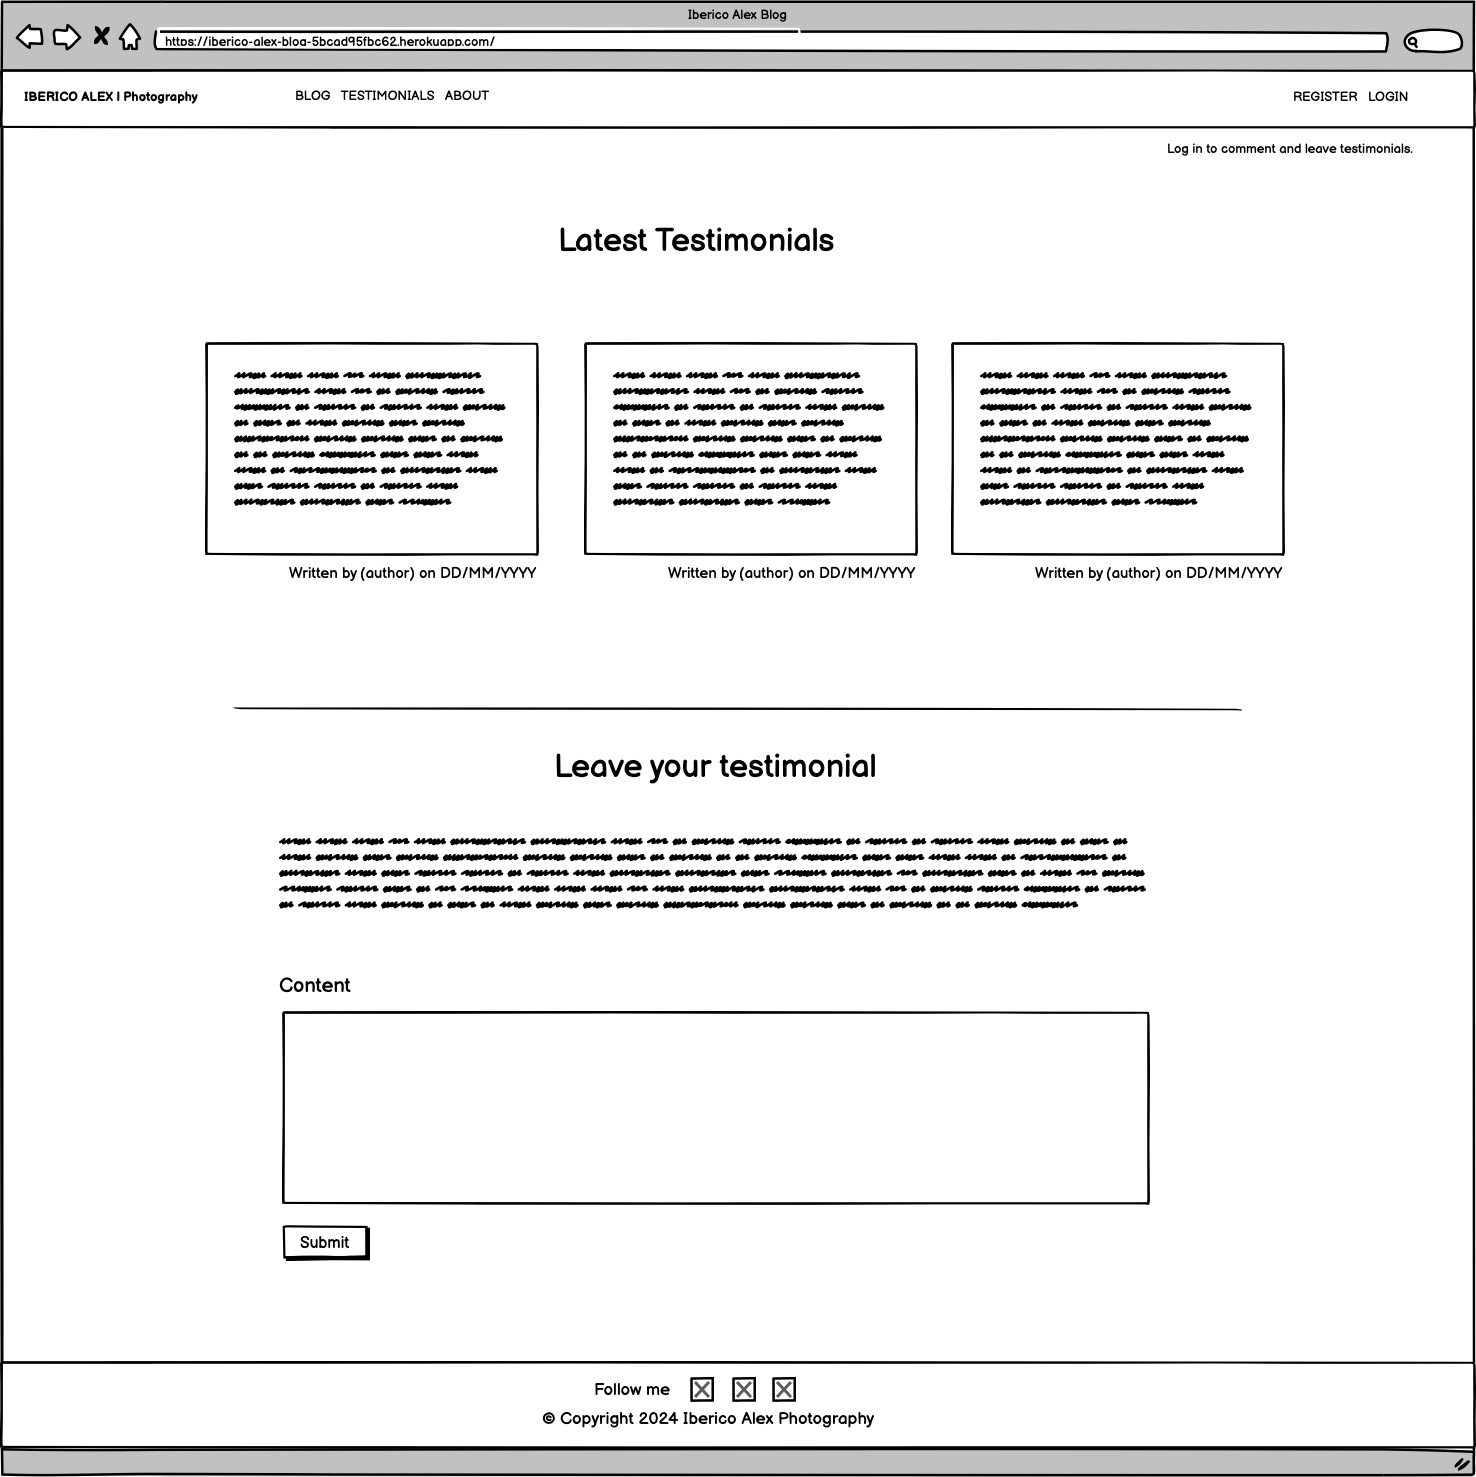 Iberico Alex Blog
https://iberico-alex-blog-5bcad95fbc62.herokuapp.com/
IBERICO ALEX | Photography BLOG TESTIMONIALS ABOUT REGISTER LOGIN
Log in to comment and leave testimonials.
Latest Testimonials
Written by (author) on DD/MM/YYYY
Written by (author) on DD/MM/YYYY
Written by (author) on DD/MM/YYYY
Leave your testimonial
Content
Submit
Follow me
© Copyright 2024 Iberico Alex Photography